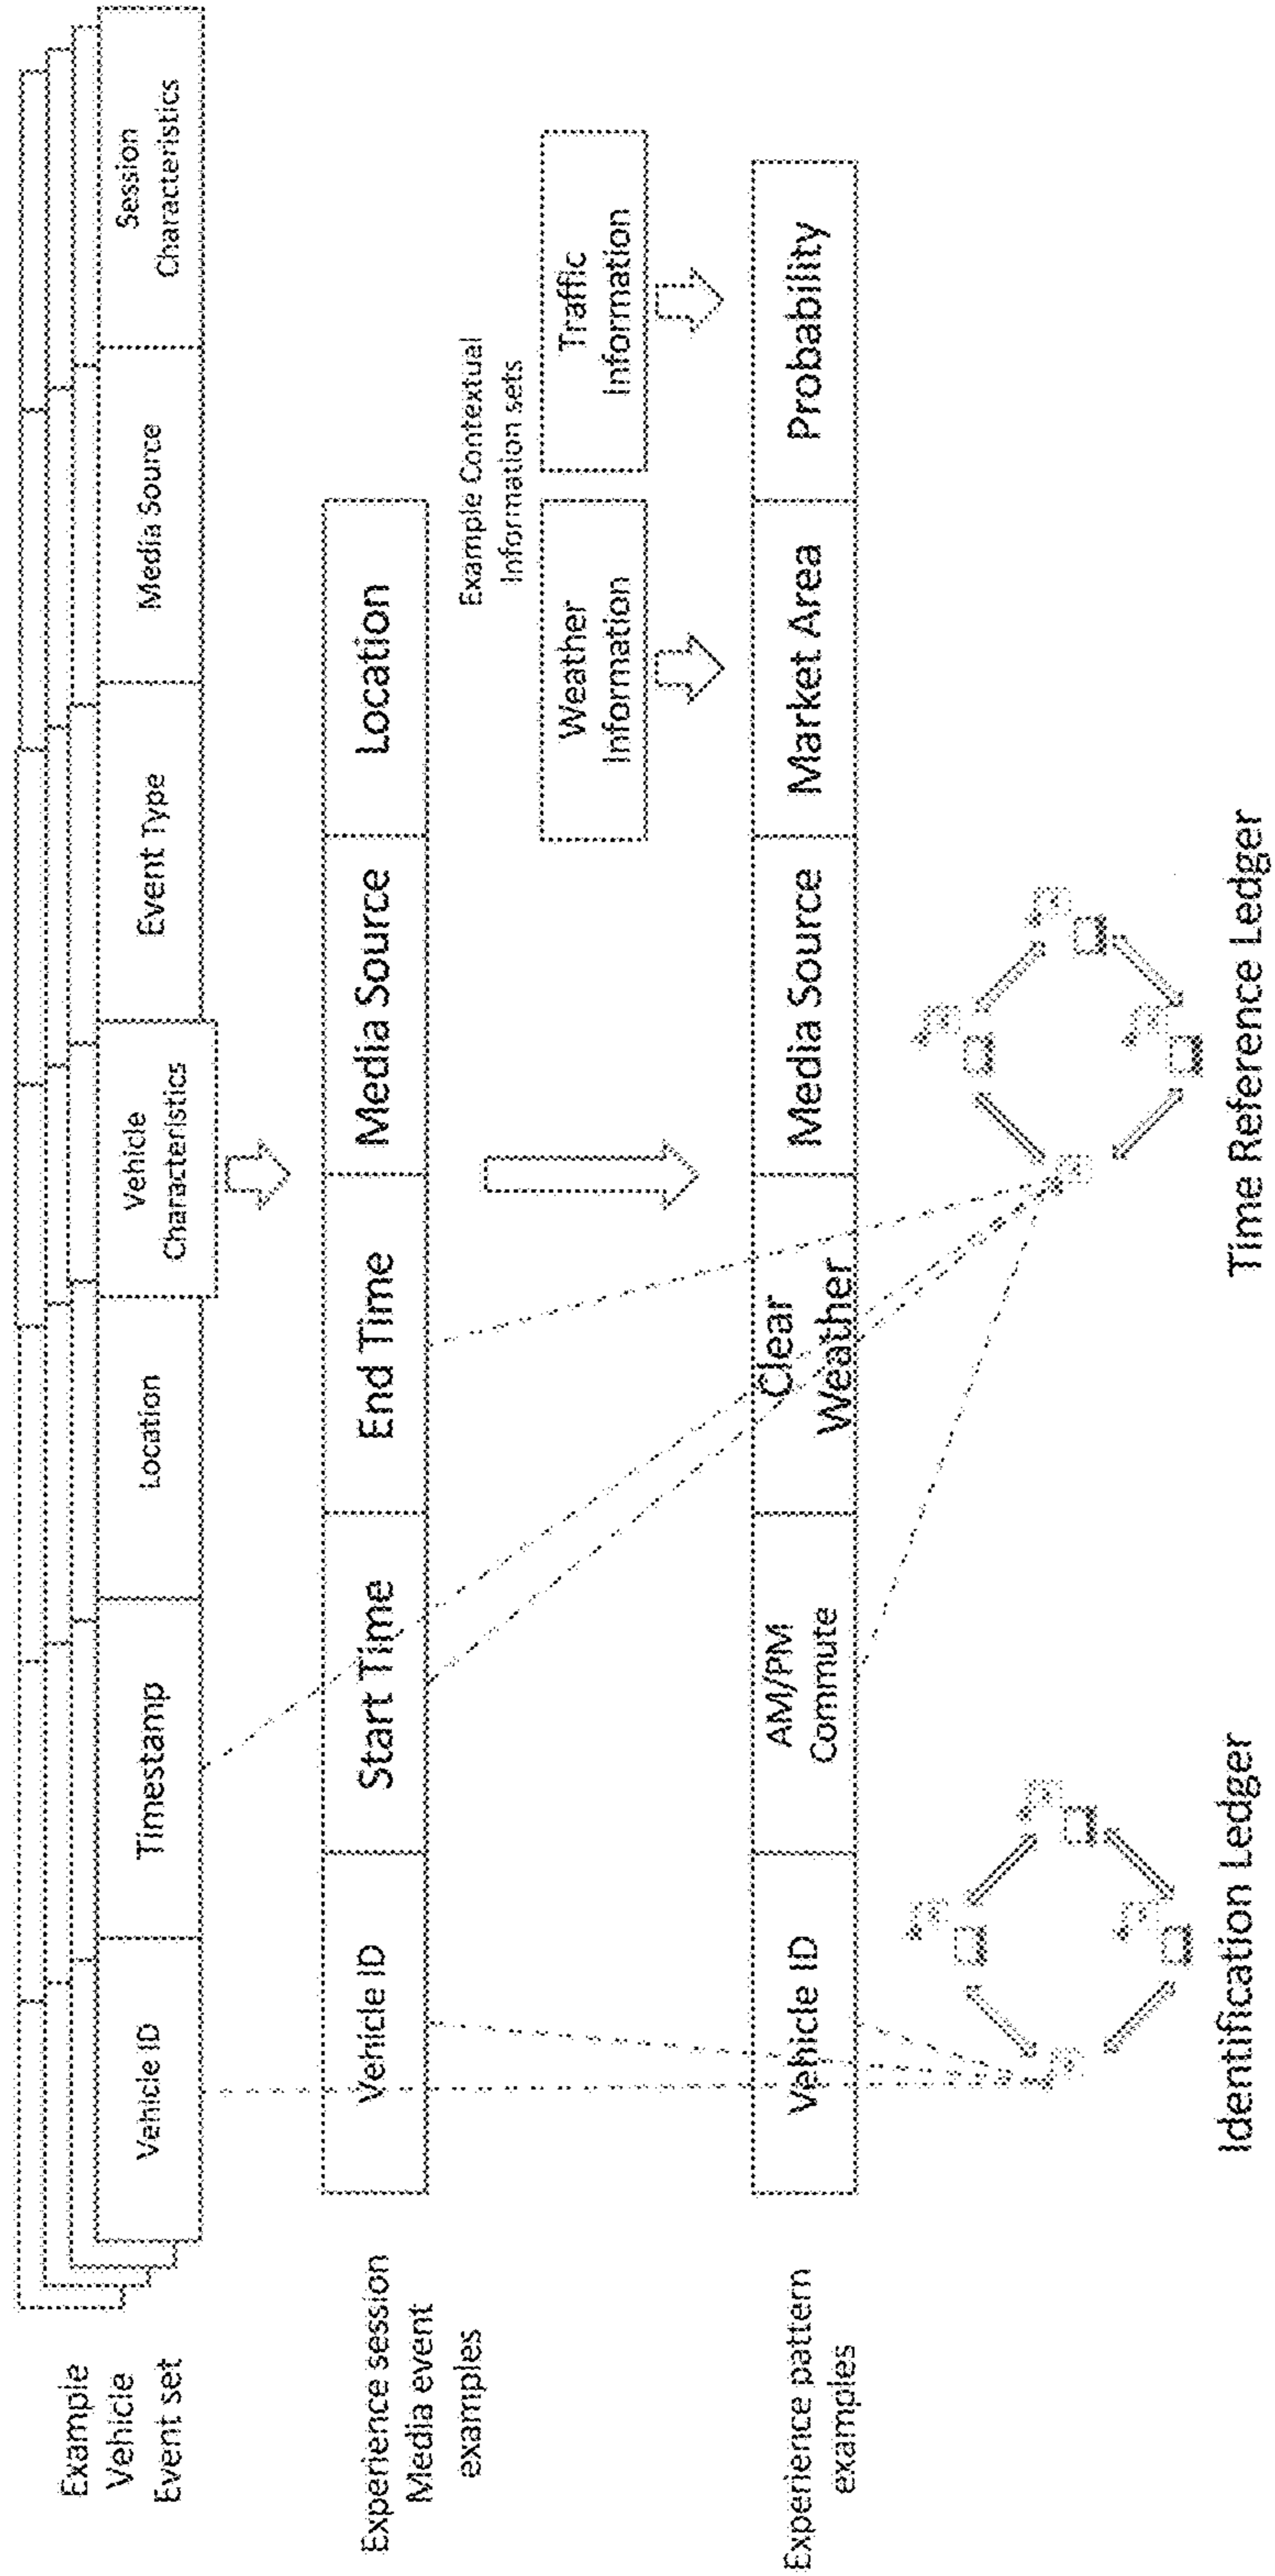 Example
Vehicle
Event set
Vehicle ID
Timestamp
Location
Vehicle
Characteristics
Event Type
Media Source
Session
Characteristics
Experience session
Media event
examples
Vehicle ID
Start Time
End Time
Media Source
Location
Example Contextual
Information sets
Weather
Information
Traffic
Information
Experience pattern
examples
Vehicle ID
AM/PM
Commute
Clear
Weather
Media Source
Market Area
Probability
Identification Ledger
Time Reference Ledger